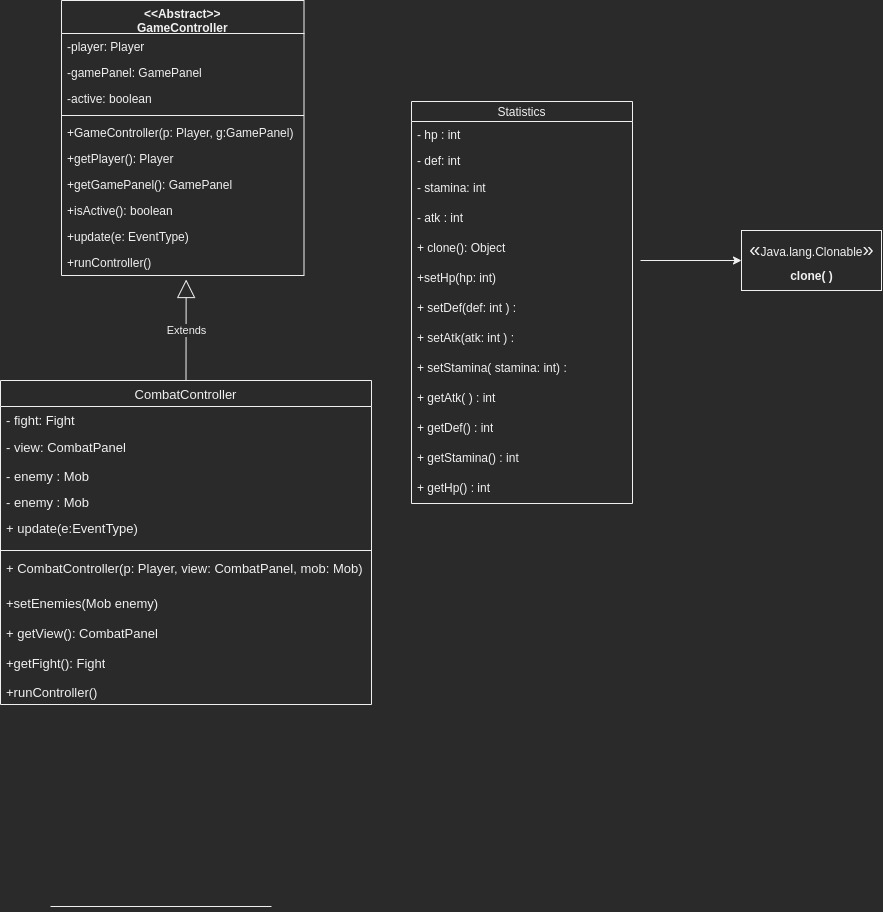 <<Abstract>>
GameController
-player: Player
-gamePanel: GamePanel
-active: boolean
+GameController(p: Player, g:GamePanel)
+getPlayer(): Player
+getGamePanel(): GamePanel
+isActive(): boolean
+update(e: EventType)
+runController()
Extends
CombatController
- fight: Fight
- view: CombatPanel
- enemy : Mob
- enemy : Mob
+ update(e:EventType)
+ CombatController(p: Player, view: CombatPanel, mob: Mob)
+setEnemies(Mob enemy)
+ getView(): CombatPanel
+getFight(): Fight
+runController()
Statistics
- hp : int
- def: int
- stamina: int
- atk : int
+ clone(): Object
+setHp(hp: int)
+ setDef(def: int ) :
+ setAtk(atk: int ) :
+ setStamina( stamina: int) :
+ getAtk( ) : int
+ getDef() : int
+ getStamina() : int
+ getHp() : int
«Java.lang.Clonable»
clone( )